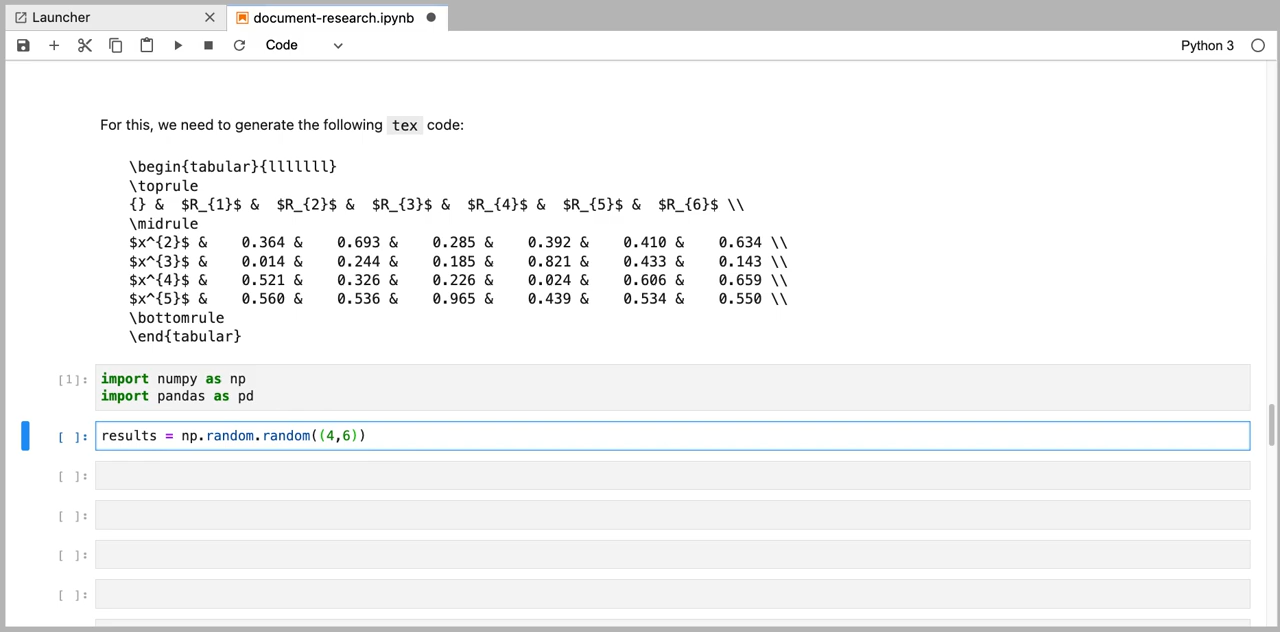 Launcher
document-research.ipynb
Code
Python 3
For this, we need to generate the following tex code:
\begin{tabular}{lllllll}
\toprule
{} &  $R_{1}$ &  $R_{2}$ &  $R_{3}$ &  $R_{4}$ &  $R_{5}$ &  $R_{6}$ \\
\midrule
$x^{2}$ &    0.364 &    0.693 &    0.285 &    0.392 &    0.410 &    0.634 \\
$x^{3}$ &    0.014 &    0.244 &    0.185 &    0.821 &    0.433 &    0.143 \\
$x^{4}$ &    0.521 &    0.326 &    0.226 &    0.024 &    0.606 &    0.659 \\
$x^{5}$ &    0.560 &    0.536 &    0.965 &    0.439 &    0.534 &    0.550 \\
\bottomrule
\end{tabular}
[1]: import numpy as np
import pandas as pd
[ ]: results = np.random.random((4,6))
[ ]:
[ ]:
[ ]:
[ ]: